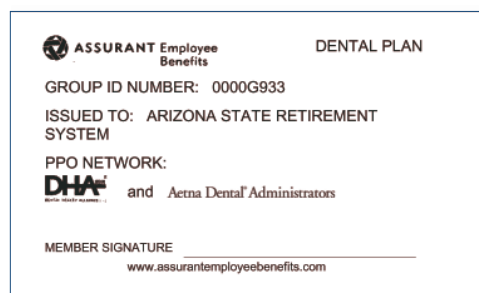 ASSURANT Employee Benefits
DENTAL PLAN
GROUP ID NUMBER: 0000G933
ISSUED TO: ARIZONA STATE RETIREMENT
SYSTEM
PPO NETWORK:
DHA and Aetna Dental® Administrators
MEMBER SIGNATURE
www.assurantemployeebenefits.com